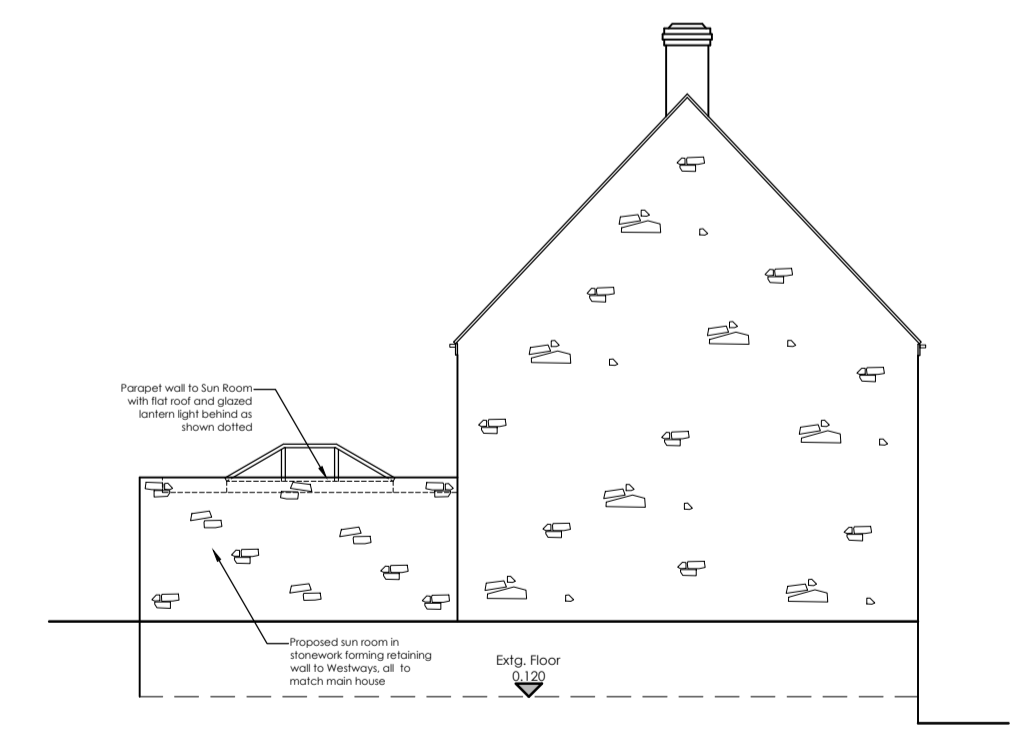 Parapet wall to Sun Room
with flat roof and glazed
lantern light behind as
shown dotted
Proposed sun room in
stonework forming retaining
wall to Westways, all to
match main house
Extg. Floor
0.120